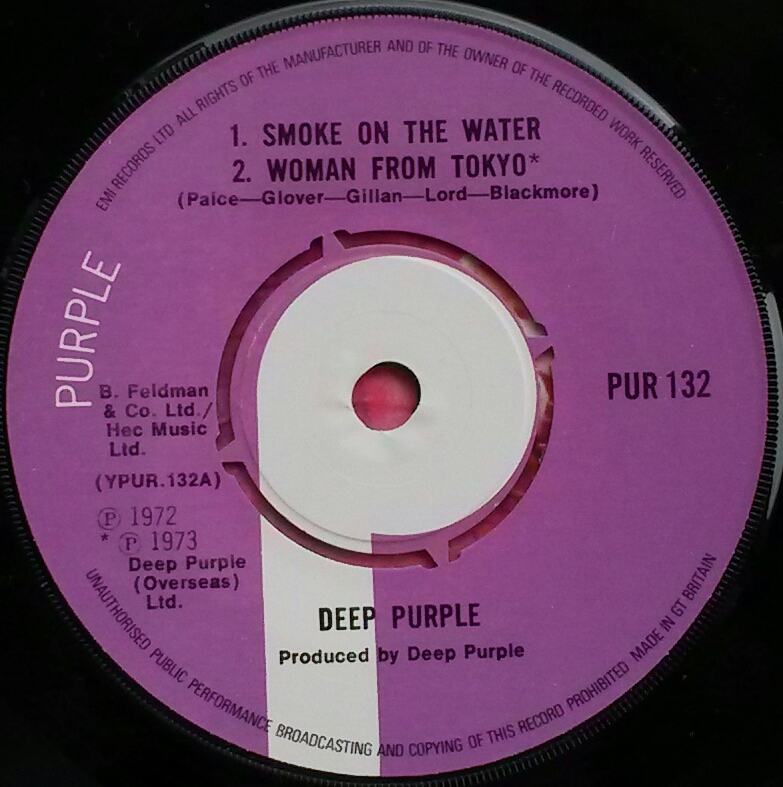 EMI RECORDS LTD ALL RIGHTS OF THE MANUFACTURER AND OF THE OWNER OF THE RECORDED WORK RESERVED
1. SMOKE ON THE WATER
2. WOMAN FROM TOKYO*
(Paice—Glover—Gillan—Lord—Blackmore)
PURPLE
PUR 132
B. Feldman
& Co. Ltd./
Hec Music
Ltd.
(YPUR.132A)
℗ 1972
* ℗ 1973
Deep Purple
(Overseas)
Ltd.
DEEP PURPLE
Produced by Deep Purple
UNAUTHORISED PUBLIC PERFORMANCE BROADCASTING AND COPYING OF THIS RECORD PROHIBITED MADE IN GT BRITAIN